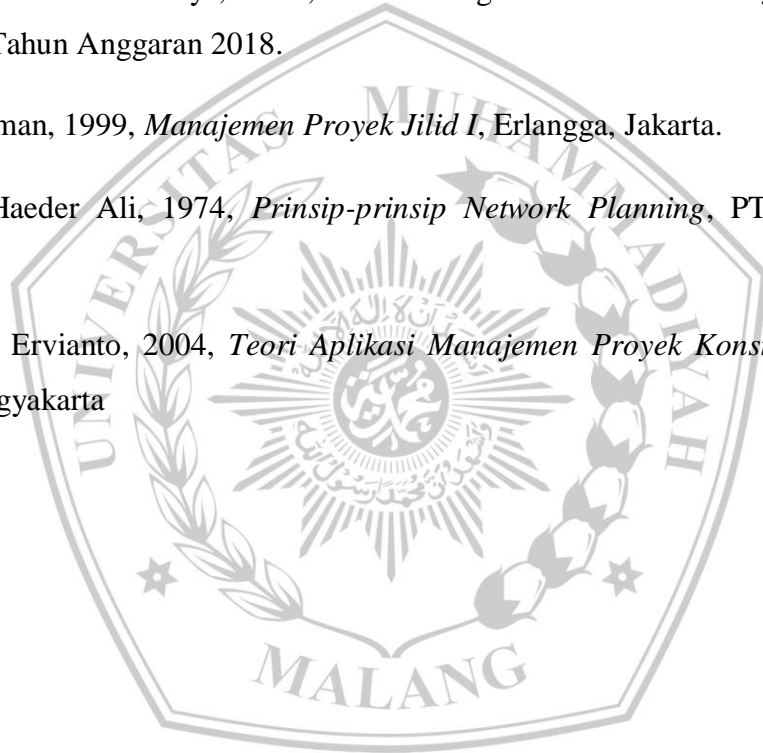 Tahun Anggaran 2018.
man, 1999, Manajemen Proyek Jilid I, Erlangga, Jakarta.
Haeder Ali, 1974, Prinsip-prinsip Network Planning, PT
Ervianto, 2004, Teori Aplikasi Manajemen Proyek Kons
gyakarta
UNIVERSITAS MUHAMMADIYAH
MALANG